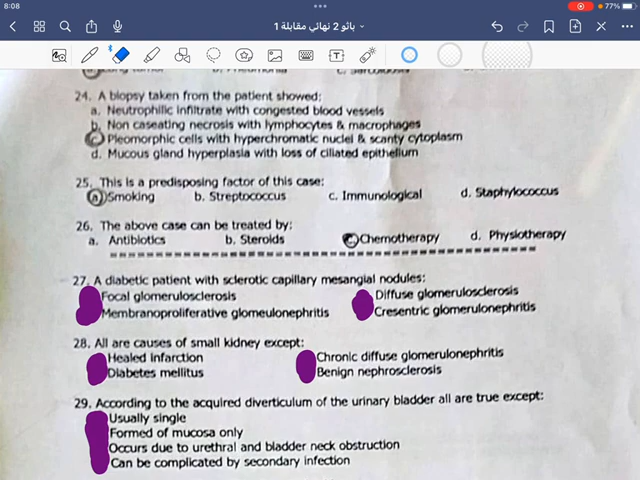 8:08
77%
باثو 2 نهائي مقابلة 1
24. A biopsy taken from the patient showed:
a. Neutrophilic infiltrate with congested blood vessels
b. Non caseating necrosis with lymphocytes & macrophages
c. Pleomorphic cells with hyperchromatic nuclei & scanty cytoplasm
d. Mucous gland hyperplasia with loss of ciliated epithelium
25. This is a predisposing factor of this case:
a) Smoking b. Streptococcus c. Immunological d. Staphylococcus
26. The above case can be treated by:
a. Antibiotics b. Steroids c. Chemotherapy d. Physiotherapy
27. A diabetic patient with sclerotic capillary mesangial nodules:
Focal glomerulosclerosis Diffuse glomerulosclerosis
Membranoproliferative glomeulonephritis Cresentric glomerulonephritis
28. All are causes of small kidney except:
Healed infarction Chronic diffuse glomerulonephritis
Diabetes mellitus Benign nephrosclerosis
29. According to the acquired diverticulum of the urinary bladder all are true except:
Usually single
Formed of mucosa only
Occurs due to urethral and bladder neck obstruction
Can be complicated by secondary infection